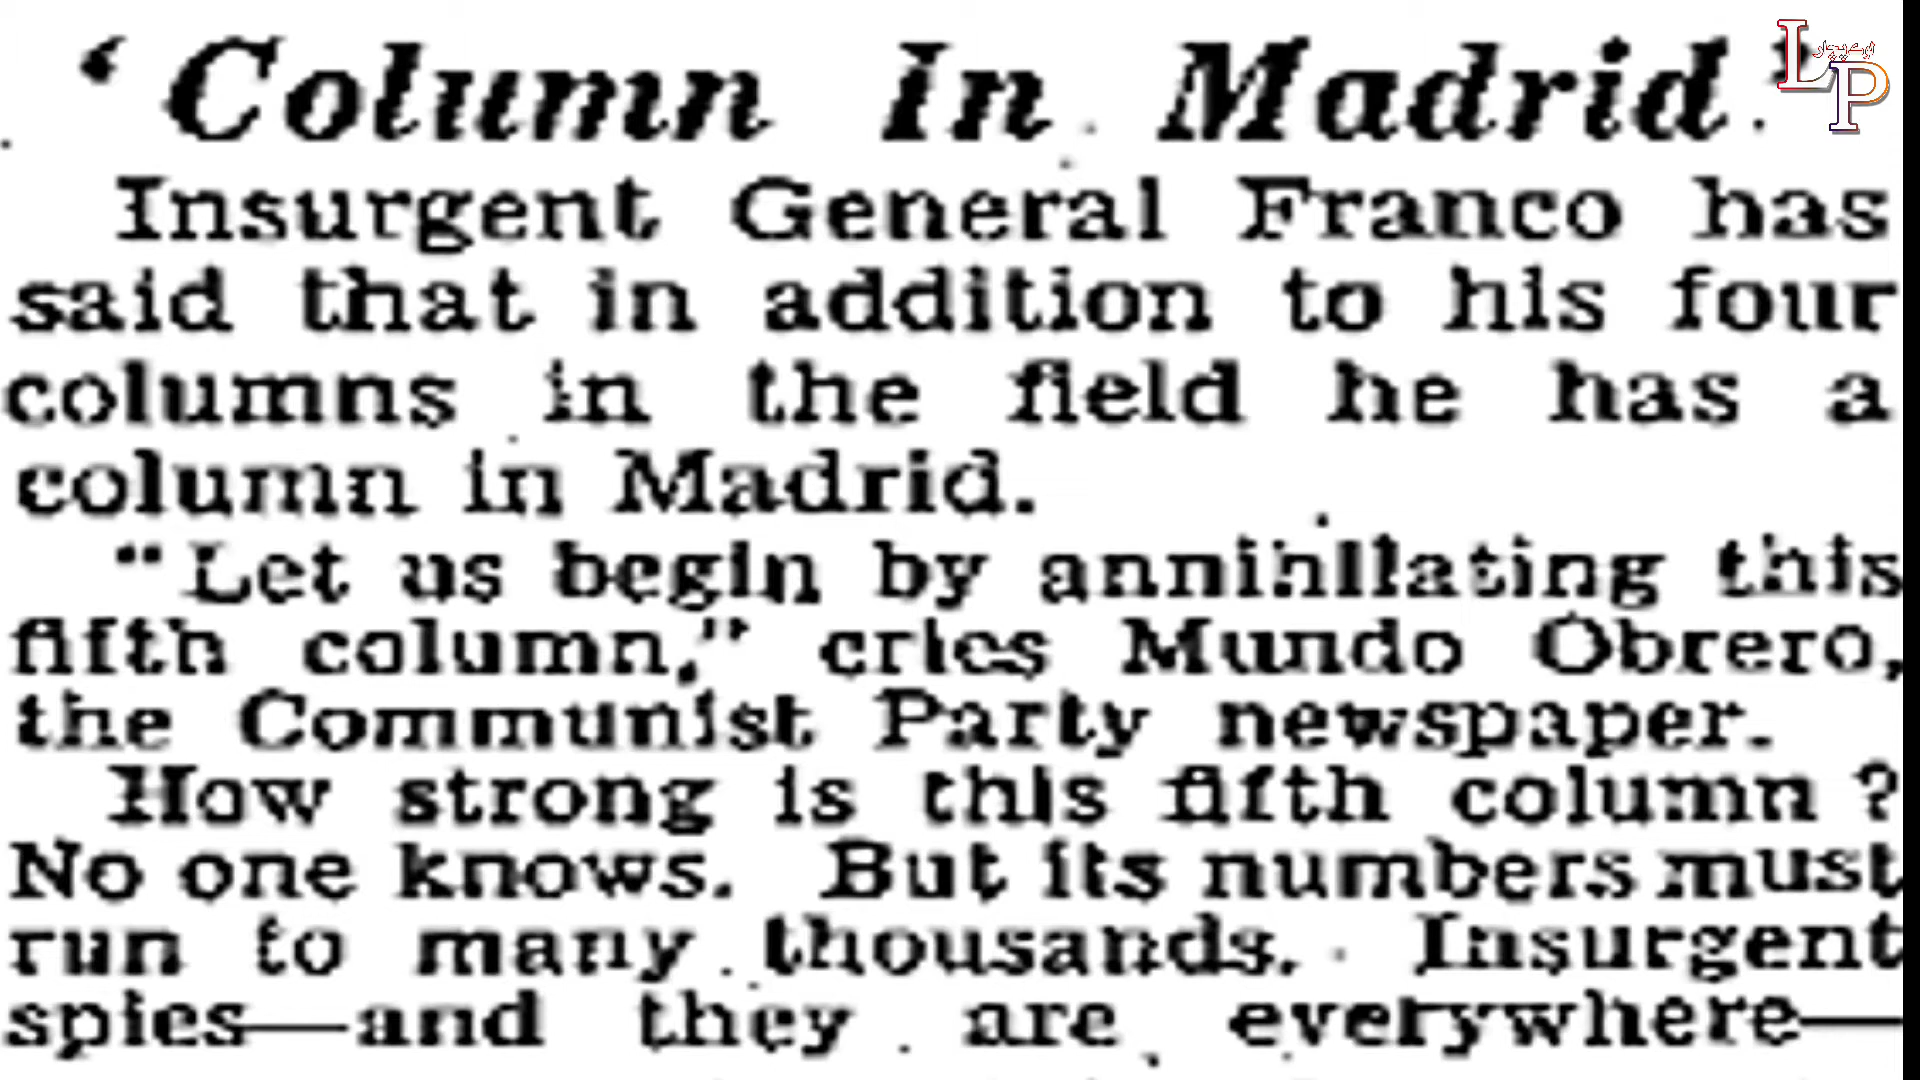 ‘Column In Madrid’
Insurgent General Franco has
said that in addition to his four
columns in the field he has a
column in Madrid.
“Let us begin by annihilating this
fifth column,” cries Mundo Obrero,
the Communist Party newspaper.
How strong is this fifth column?
No one knows. But its numbers must
run to many thousands. Insurgent
spies—and they are everywhere—
LP